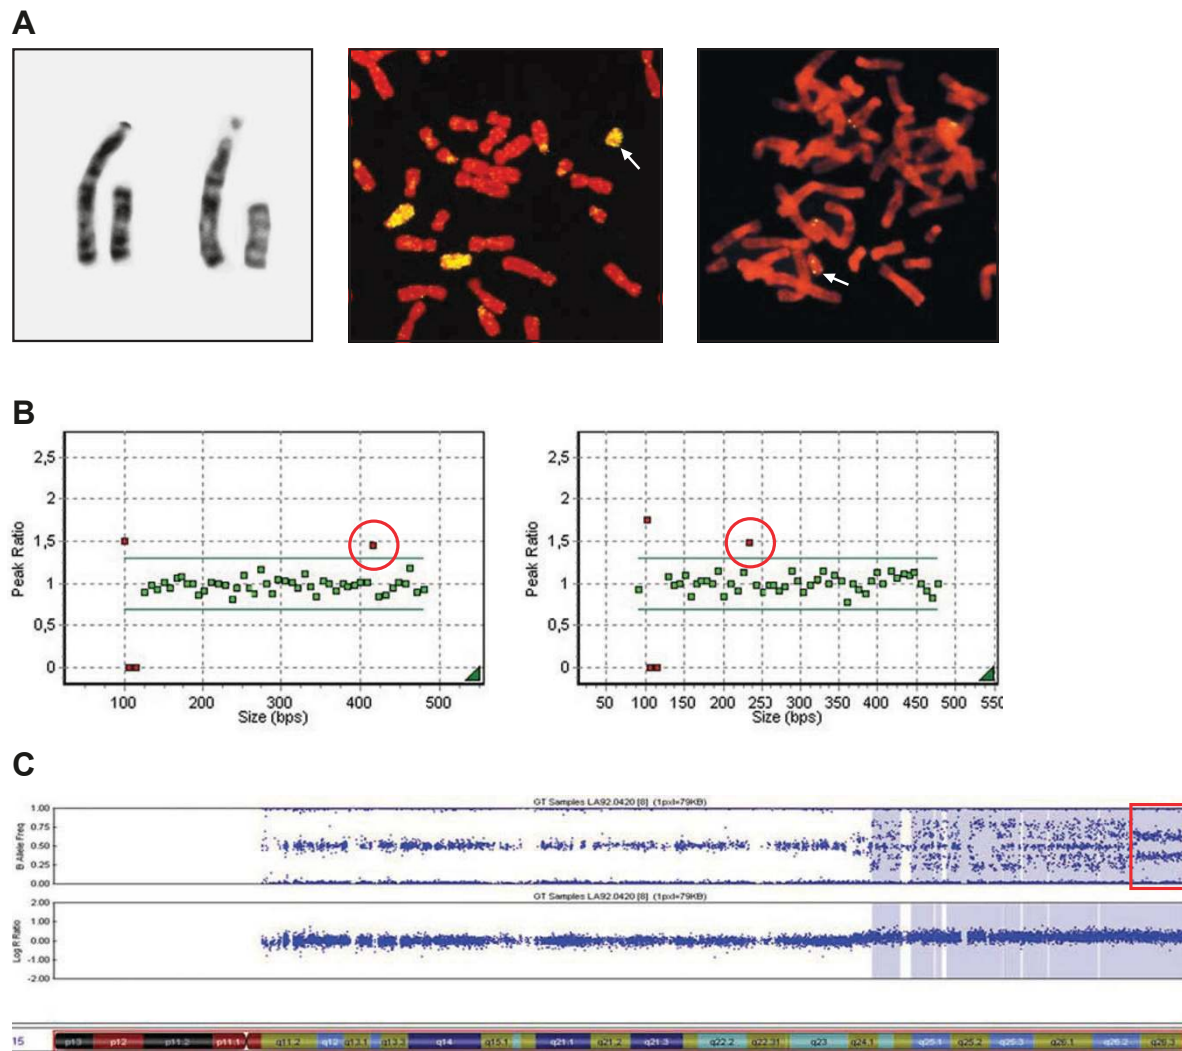 A
B
2,5
2
1,5
1
0,5
0
Peak Ratio
100 200 300 400 500
Size (bps)
2,5
2
1,5
1
0,5
0
Peak Ratio
50 100 150 200 253 300 350 400 450 500 550
Size (bps)
C
GT Samples LA92.0420 [8] (1pxl=79KB)
1.00
0.75
0.50
0.25
0.00
B Allele Freq
GT Samples LA92.0420 [8] (1pxl=79KB)
2.00
1.00
0.00
-1.00
-2.00
Log R Ratio
15 p13 p12 p11.2 p11.1 q11.2 q12 q13.1 q13.3 q14 q15.1 q21.1 q21.2 q21.3 q22.2 q22.31 q23 q24.1 q25.1 q25.2 q25.3 q26.1 q26.2 q26.3